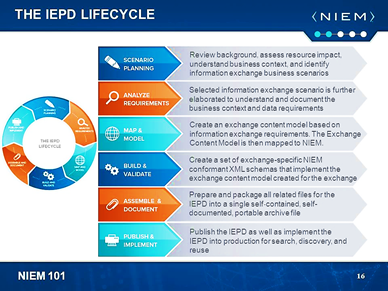 THE IEPD LIFECYCLE
NIEM
SCENARIO
PLANNING
Review background, assess resource impact,
understand business context, and identify
information exchange business scenarios
ANALYZE
REQUIREMENTS
Selected information exchange scenario is further
elaborated to understand and document the
business context and data requirements
MAP &
MODEL
Create an exchange content model based on
information exchange requirements. The Exchange
Content Model is then mapped to NIEM.
BUILD &
VALIDATE
Create a set of exchange-specific NIEM
conformant XML schemas that implement the
exchange content model created for the exchange
ASSEMBLE &
DOCUMENT
Prepare and package all related files for the
IEPD into a single self-contained, self-
documented, portable archive file
PUBLISH &
IMPLEMENT
Publish the IEPD as well as implement the
IEPD into production for search, discovery, and
reuse
THE IEPD
LIFECYCLE
NIEM 101
16